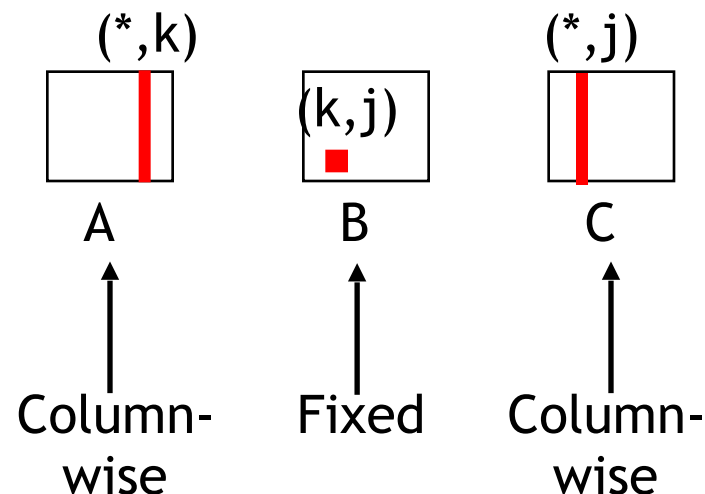 (*,k)
(*,j)
(k,j)
A
B
C
Column-
wise
Fixed
Column-
wise